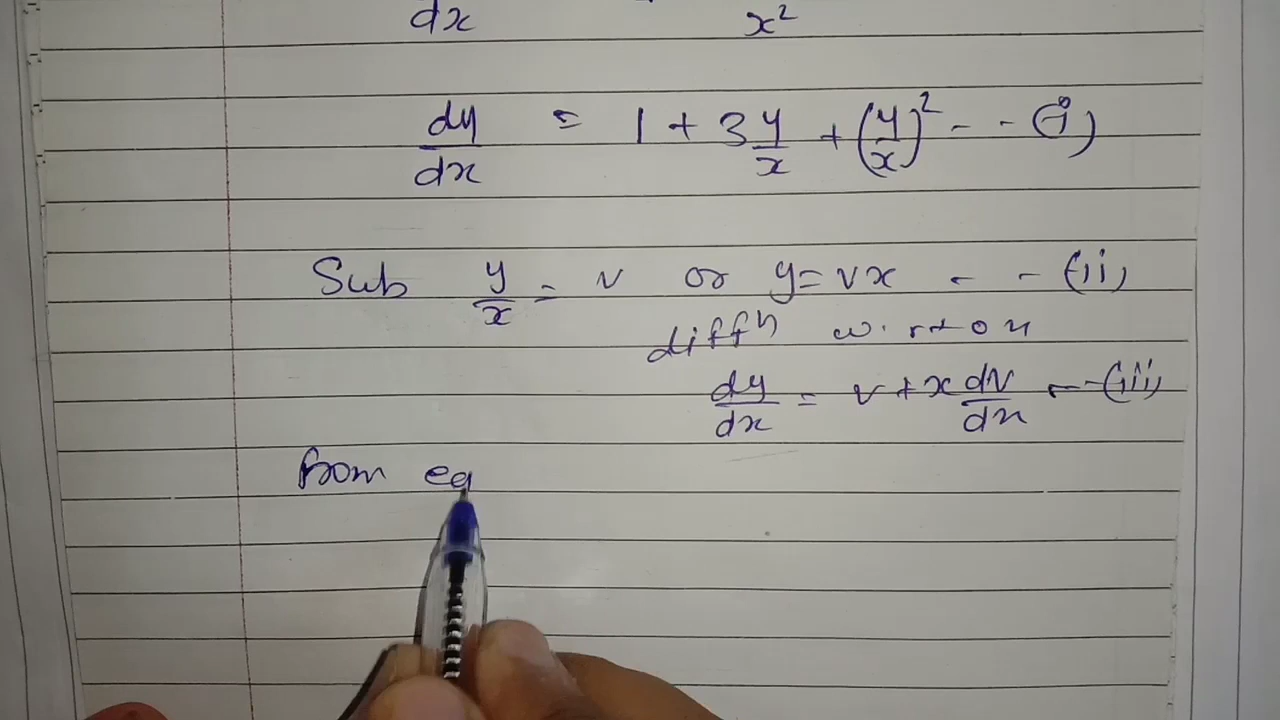 dx x²
dy/dx = 1 + 3 y/x + (y/x)² - - (i)
Sub y/x = v or y = vx - - (ii)
diffn w. r to x
dy/dx = v + x dv/dx - - (iii)
from eq